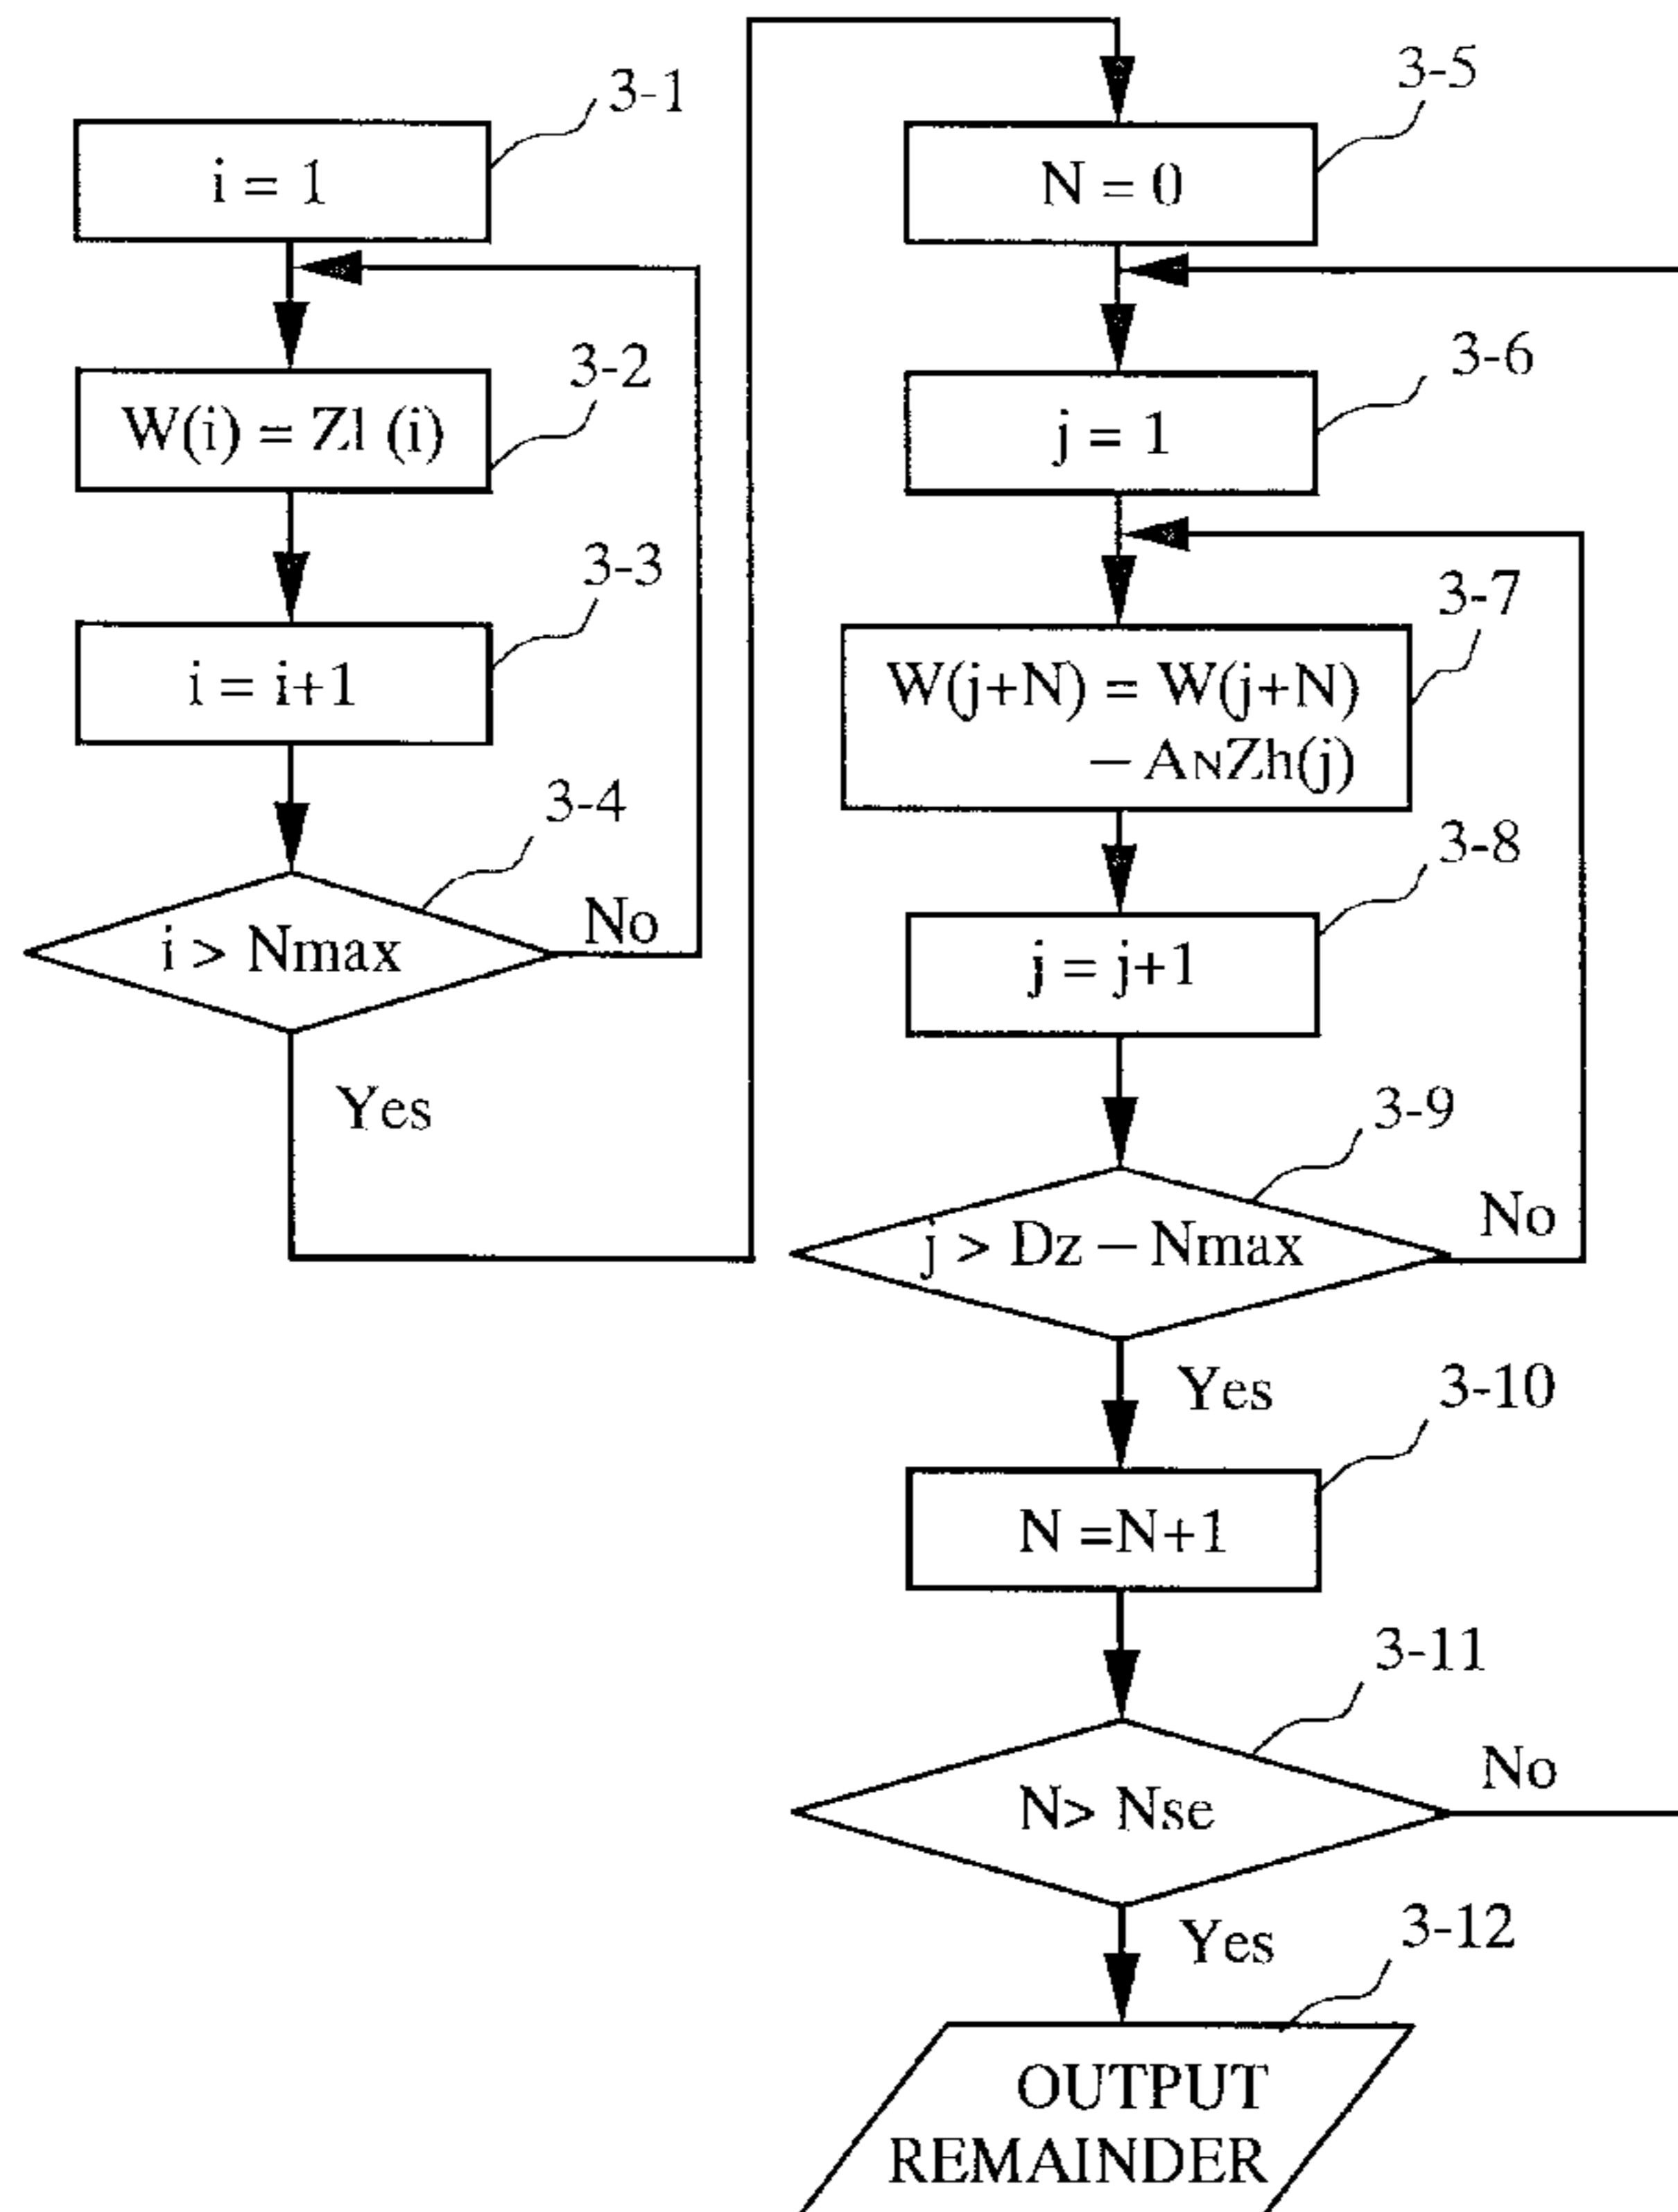 3-1
i = 1
3-2
W(i) = Zl (i)
3-3
i = i+1
3-4
i > Nmax
No
Yes
3-5
N = 0
3-6
j = 1
3-7
W(j+N) = W(j+N)
– ANZh(j)
3-8
j = j+1
3-9
j > Dz – Nmax
No
Yes
3-10
N =N+1
3-11
N> Nse
No
Yes
3-12
OUTPUT
REMAINDER